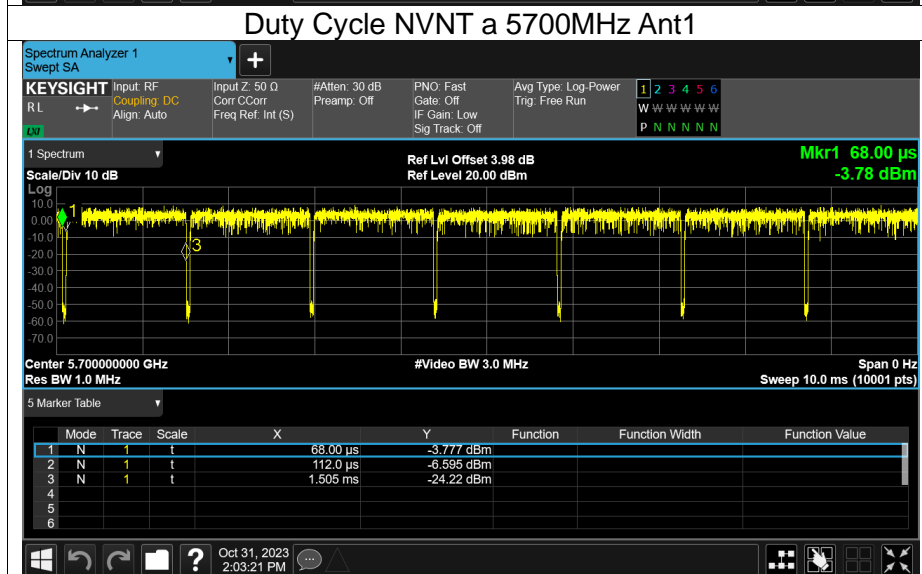 Duty Cycle NVNT a 5700MHz Ant1
Spectrum Analyzer 1
Swept SA
+
KEYSIGHT Input: RF Input Z: 50 Ω #Atten: 30 dB PNO: Fast Avg Type: Log-Power 1 2 3 4 5 6
R L Coupling: DC Corr CCorr Preamp: Off Gate: Off Trig: Free Run W W W W W W
Align: Auto Freq Ref: Int (S) IF Gain: Low
LXI Sig Track: Off P N N N N N
1 Spectrum Ref Lvl Offset 3.98 dB Mkr1 68.00 µs
Scale/Div 10 dB Ref Level 20.00 dBm -3.78 dBm
Log
10.0
0.00
1
-10.0
3
-20.0
-30.0
-40.0
-50.0
-60.0
-70.0
Center 5.700000000 GHz #Video BW 3.0 MHz Span 0 Hz
Res BW 1.0 MHz Sweep 10.0 ms (10001 pts)
5 Marker Table
Mode Trace Scale X Y Function Function Width Function Value
1 N 1 t 68.00 µs -3.777 dBm
2 N 1 t 112.0 µs -6.595 dBm
3 N 1 t 1.505 ms -24.22 dBm
4
5
6
? Oct 31, 2023
2:03:21 PM